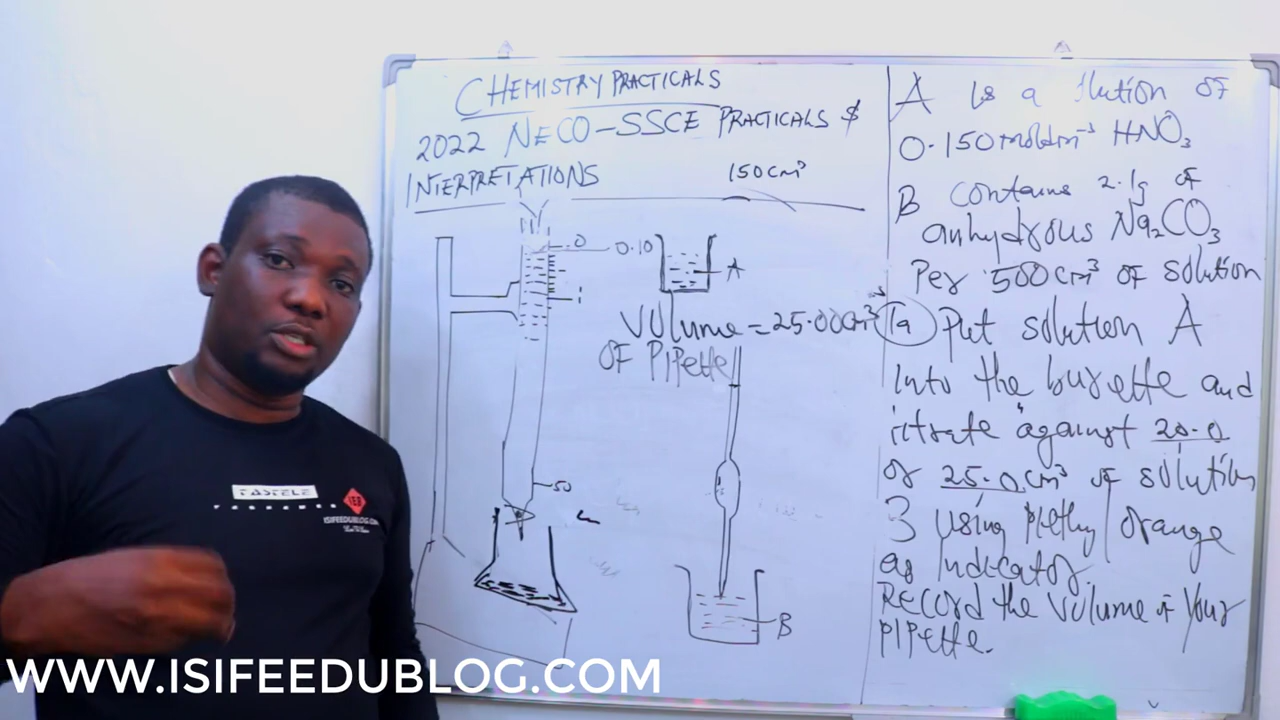 CHEMISTRY PRACTICALS
2022 NECO-SSCE PRACTICALS $
INTERPRETATIONS
150cm³
0
0.10
1
A
Volume = 25.00cm³
OF PIPette
50
B
A is a lution of
0.150moldm⁻³ HNO₃
B contains 2.1g of
anhydrous Na₂CO₃
Per 500cm³ of solution
1a Put solution A
into the burette and
titrate against 20.0
or 25.0cm³ of solution
B using Methyl orange
as indicator.
Record the volume of your
pipette.
TASTELE
IEB
ISIFEEDUBLOG.COM
WWW.ISIFEEDUBLOG.COM